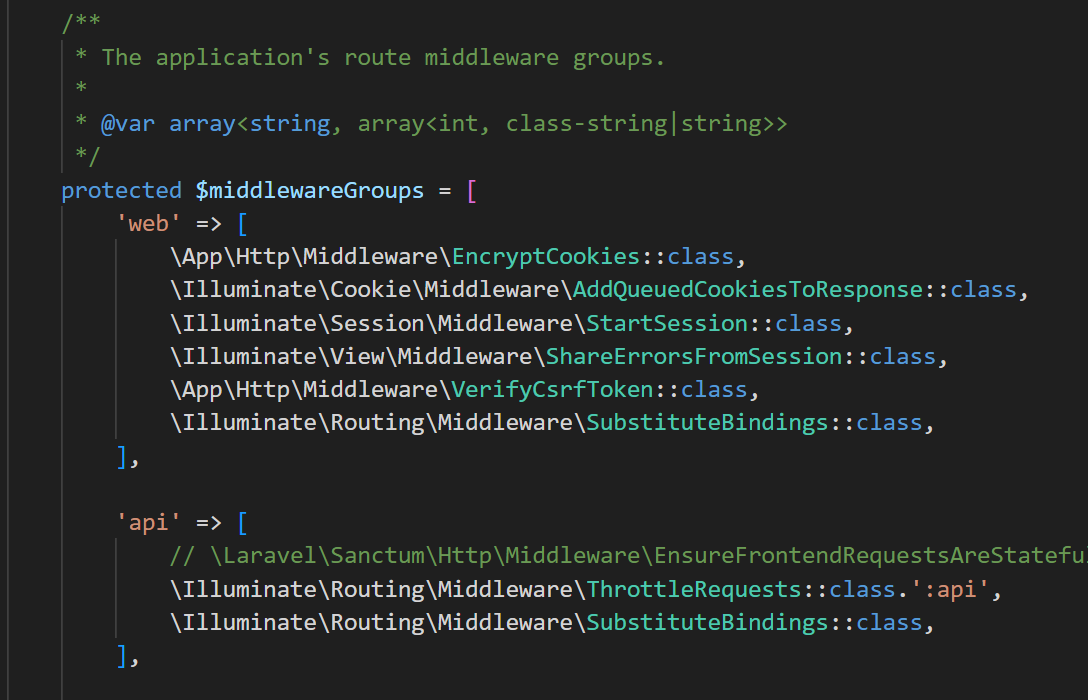 /**
 * The application's route middleware groups.
 *
 * @var array<string, array<int, class-string|string>>
 */
protected $middlewareGroups = [
    'web' => [
        \App\Http\Middleware\EncryptCookies::class,
        \Illuminate\Cookie\Middleware\AddQueuedCookiesToResponse::class,
        \Illuminate\Session\Middleware\StartSession::class,
        \Illuminate\View\Middleware\ShareErrorsFromSession::class,
        \App\Http\Middleware\VerifyCsrfToken::class,
        \Illuminate\Routing\Middleware\SubstituteBindings::class,
    ],

    'api' => [
        // \Laravel\Sanctum\Http\Middleware\EnsureFrontendRequestsAreStateful
        \Illuminate\Routing\Middleware\ThrottleRequests::class.':api',
        \Illuminate\Routing\Middleware\SubstituteBindings::class,
    ],